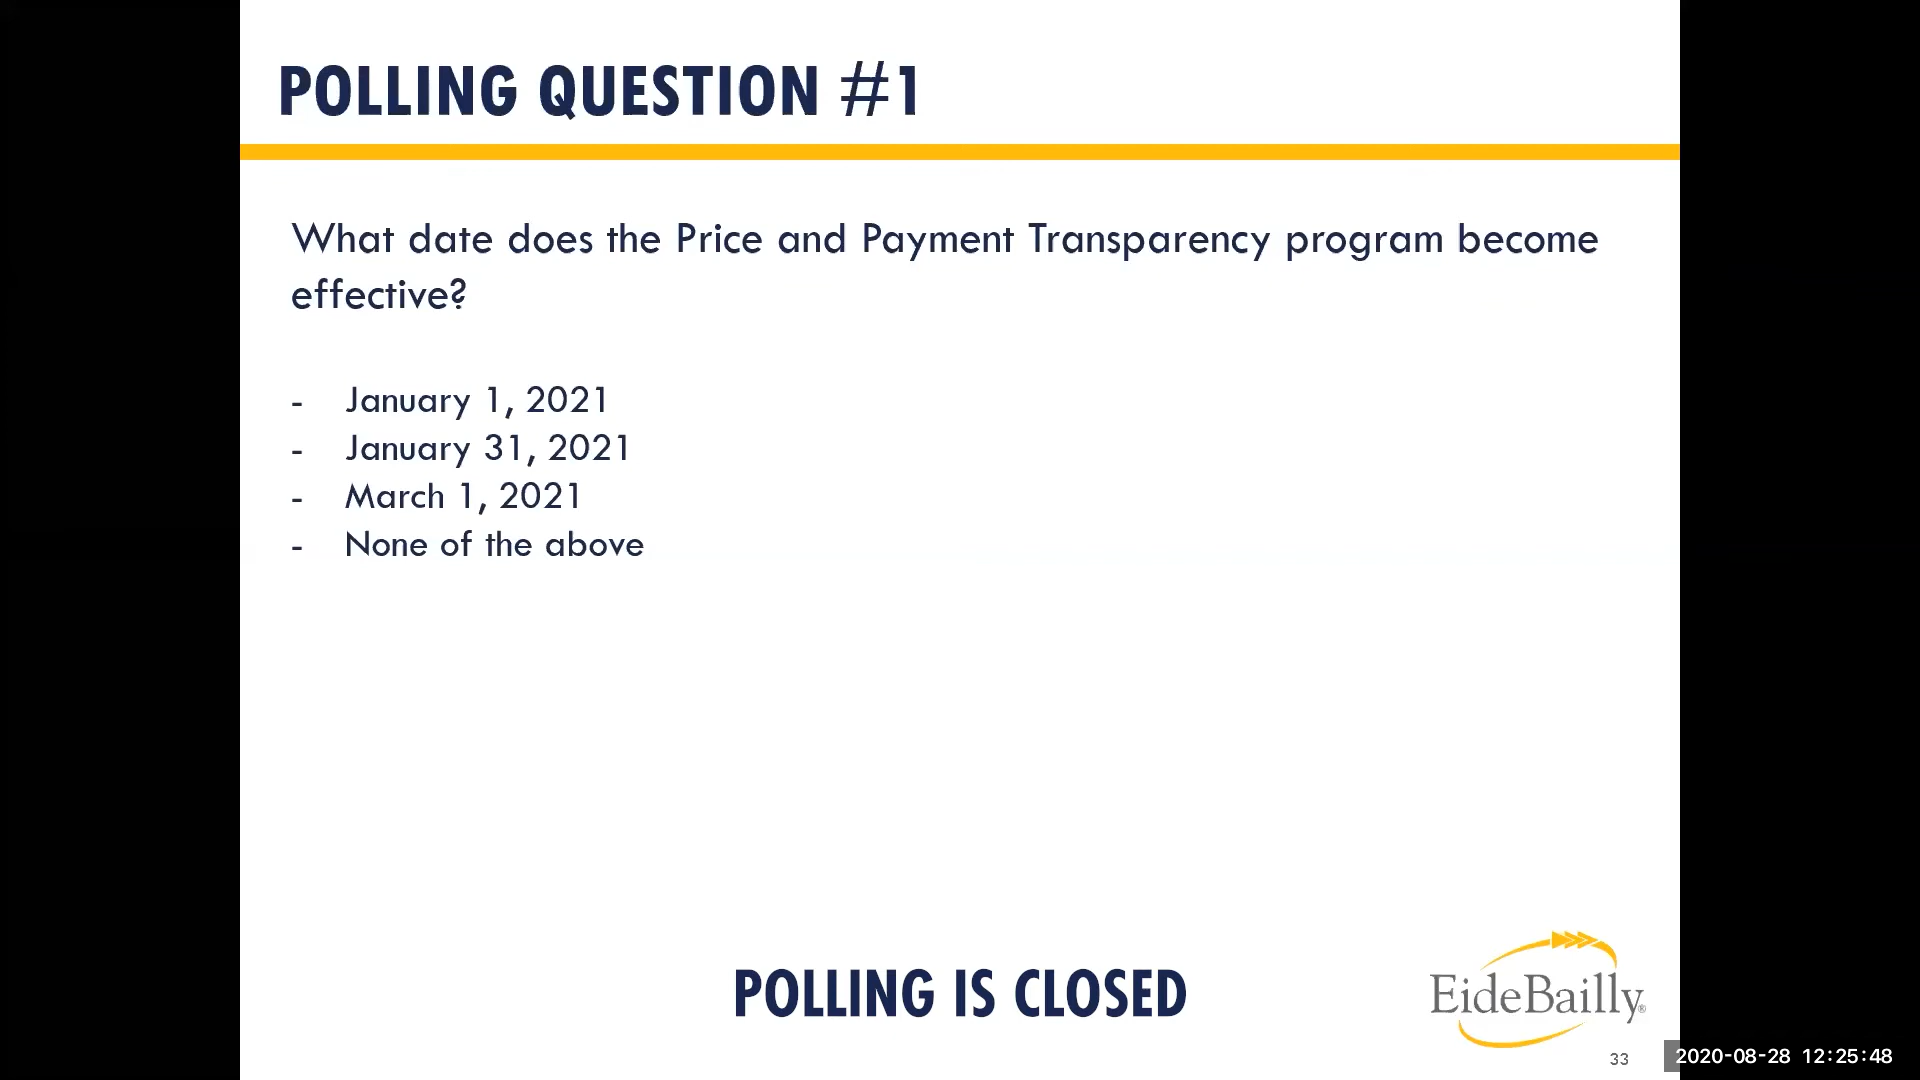 POLLING QUESTION #1
What date does the Price and Payment Transparency program become
effective?
- January 1, 2021
- January 31, 2021
- March 1, 2021
- None of the above
POLLING IS CLOSED
EideBailly®
33
2020-08-28 12:25:48